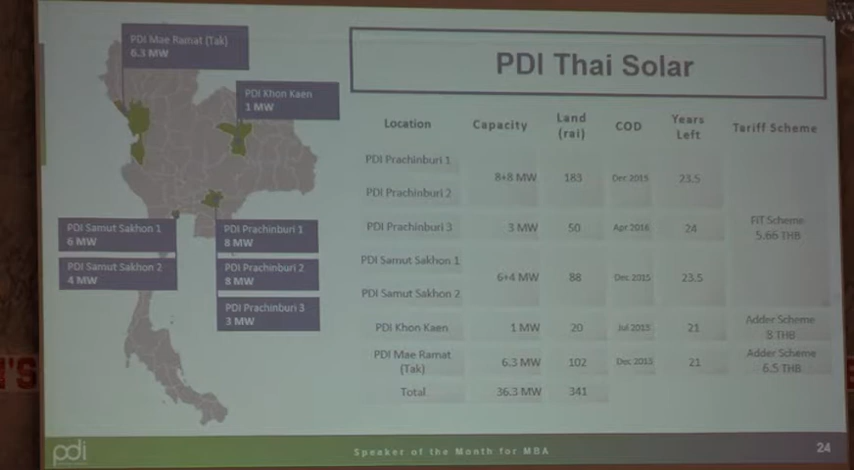 PDI Thai Solar
PDI Mae Ramat (Tak)
6.3 MW
PDI Khon Kaen
1 MW
PDI Samut Sakhon 1
6 MW
PDI Samut Sakhon 2
4 MW
PDI Prachinburi 1
8 MW
PDI Prachinburi 2
8 MW
PDI Prachinburi 3
3 MW
Location Capacity Land (rai) COD Years Left Tariff Scheme
PDI Prachinburi 1
8+8 MW 183 Dec 2015 23.5
PDI Prachinburi 2
PDI Prachinburi 3 3 MW 50 Apr 2016 24
FIT Scheme
5.66 THB
PDI Samut Sakhon 1
6+4 MW 88 Dec 2015 23.5
PDI Samut Sakhon 2
PDI Khon Kaen 1 MW 20 Jul 2013 21 Adder Scheme 8 THB
PDI Mae Ramat (Tak) 6.3 MW 102 Dec 2013 21 Adder Scheme 6.5 THB
Total 36.3 MW 341
pdi
Speaker of the Month for MBA
24
'S